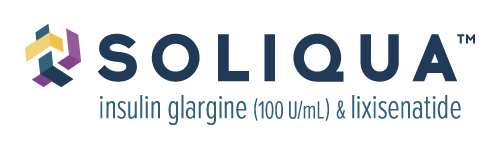 SOLIQUA™
insulin glargine (100 U/mL) & lixisenatide